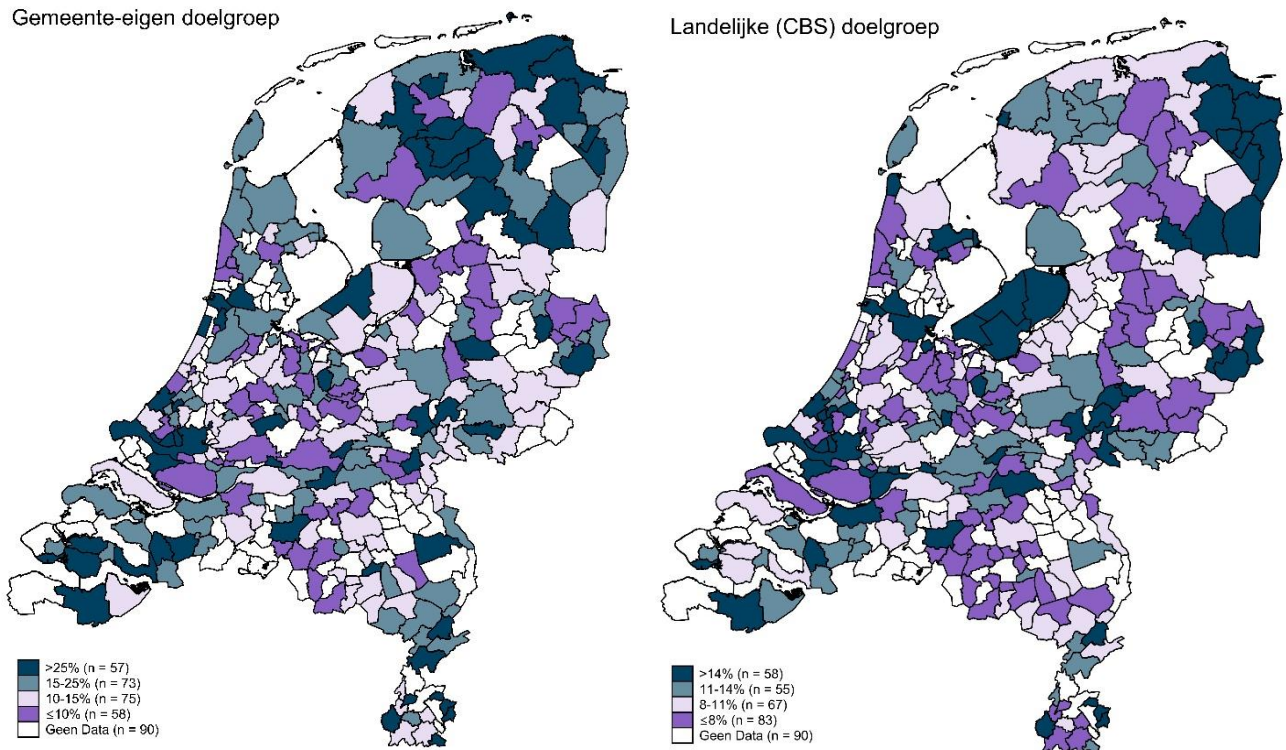 Gemeente-eigen doelgroep
>25% (n = 57)
15-25% (n = 73)
10-15% (n = 75)
≤10% (n = 58)
Geen Data (n = 90)
Landelijke (CBS) doelgroep
>14% (n = 58)
11-14% (n = 55)
8-11% (n = 67)
≤8% (n = 83)
Geen Data (n = 90)